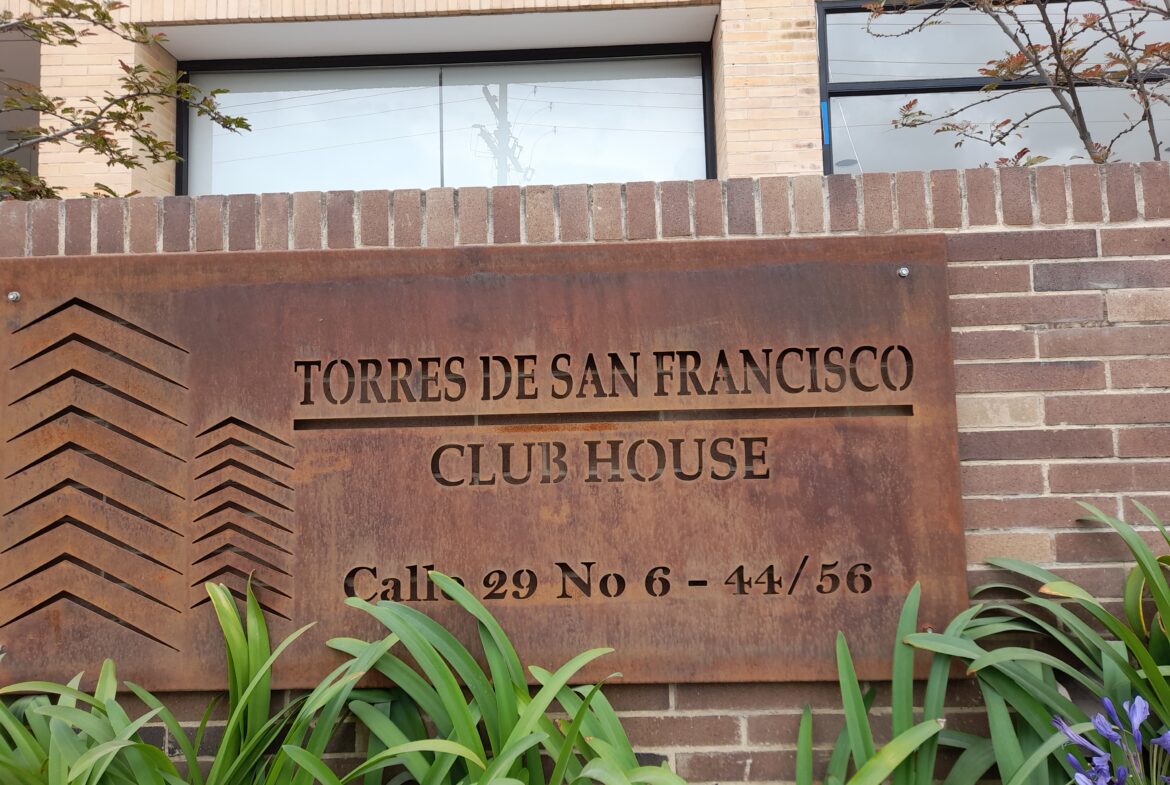 TORRES DE SAN FRANCISCO
CLUB HOUSE
Calle 29 No 6 - 44/56